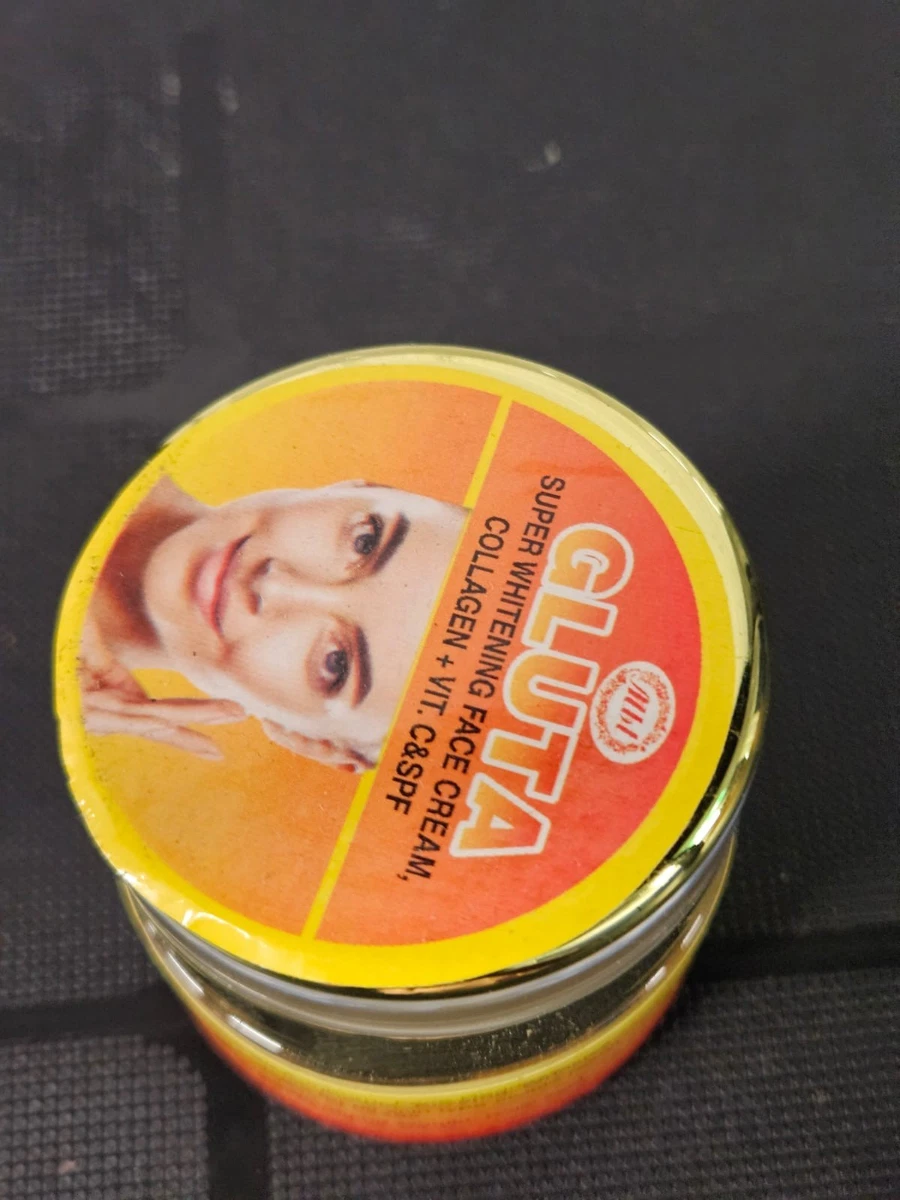 GLUTA
SUPER WHITENING FACE CREAM,
COLLAGEN + VIT. C&SPF